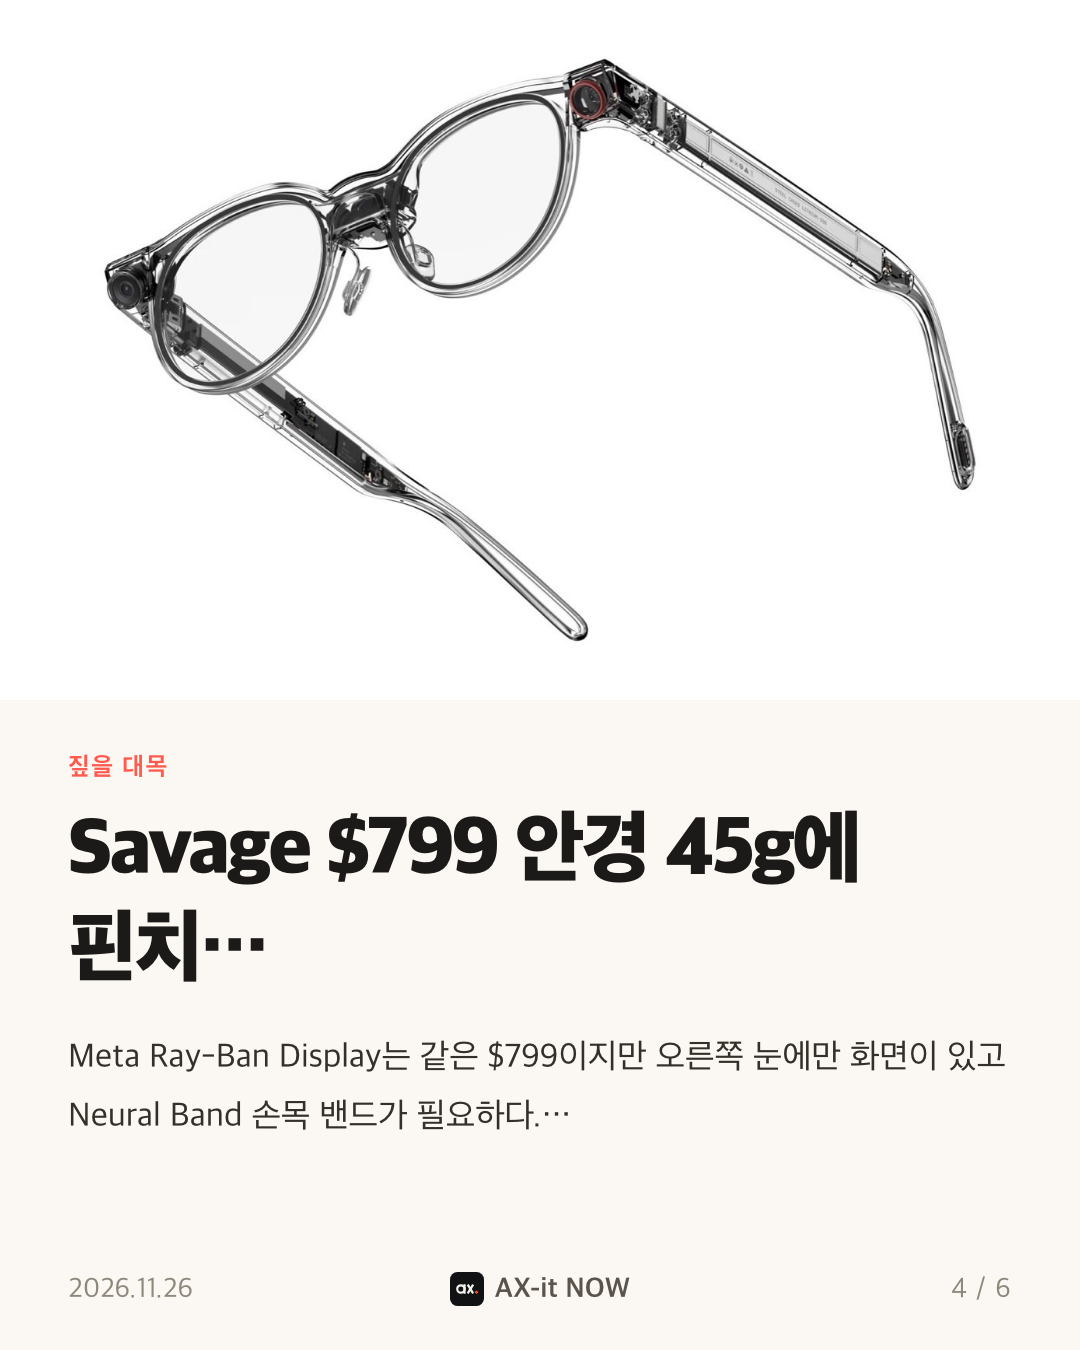 짚을 대목
Savage $799 안경 45g에
핀치…
Meta Ray-Ban Display는 같은 $799이지만 오른쪽 눈에만 화면이 있고
Neural Band 손목 밴드가 필요하다.…
2026.11.26
ax.
AX-it NOW
4 / 6